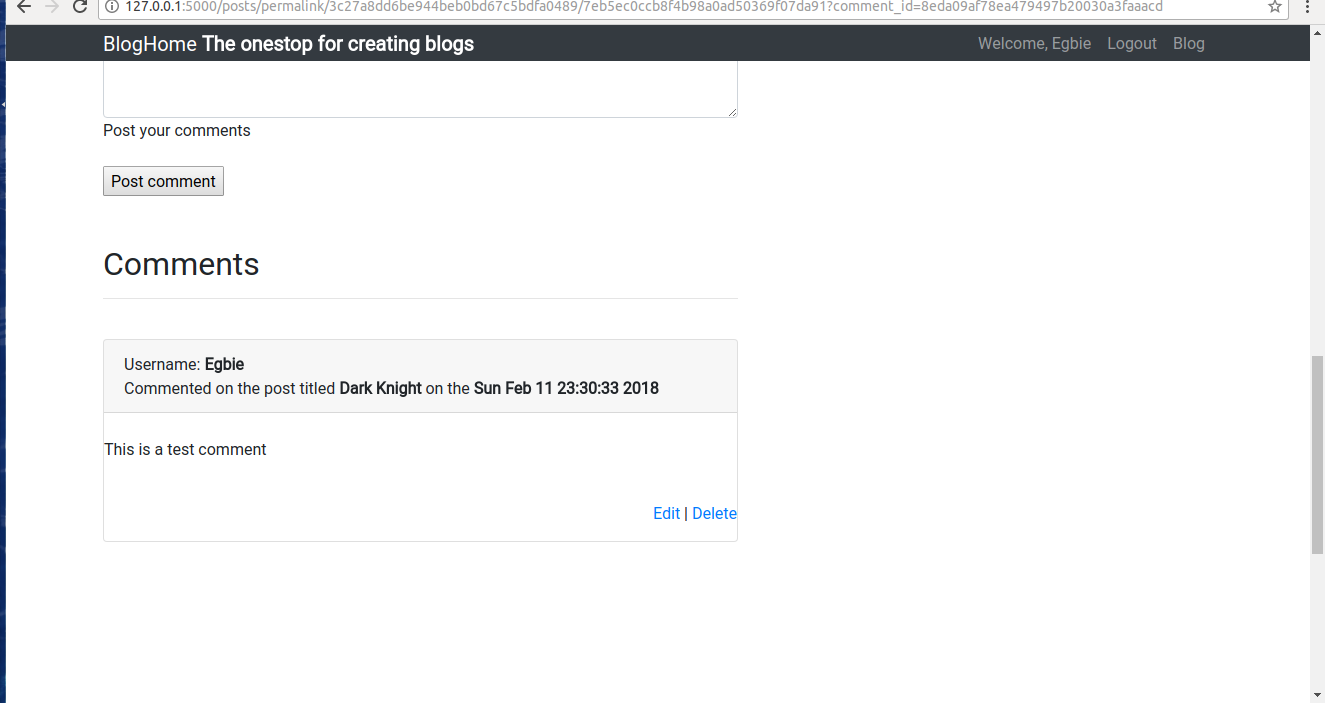 127.0.0.1:5000/posts/permalink/3c27a8dd6be944beb0bd67c5bdfa0489/7eb5ec0ccb8f4b98a0ad50369f07da91?comment_id=8eda09af78ea479497b20030a3faaacd
BlogHome The onestop for creating blogs Welcome, Egbie Logout Blog
Post your comments
Post comment
Comments
Username: Egbie
Commented on the post titled Dark Knight on the Sun Feb 11 23:30:33 2018
This is a test comment
Edit | Delete